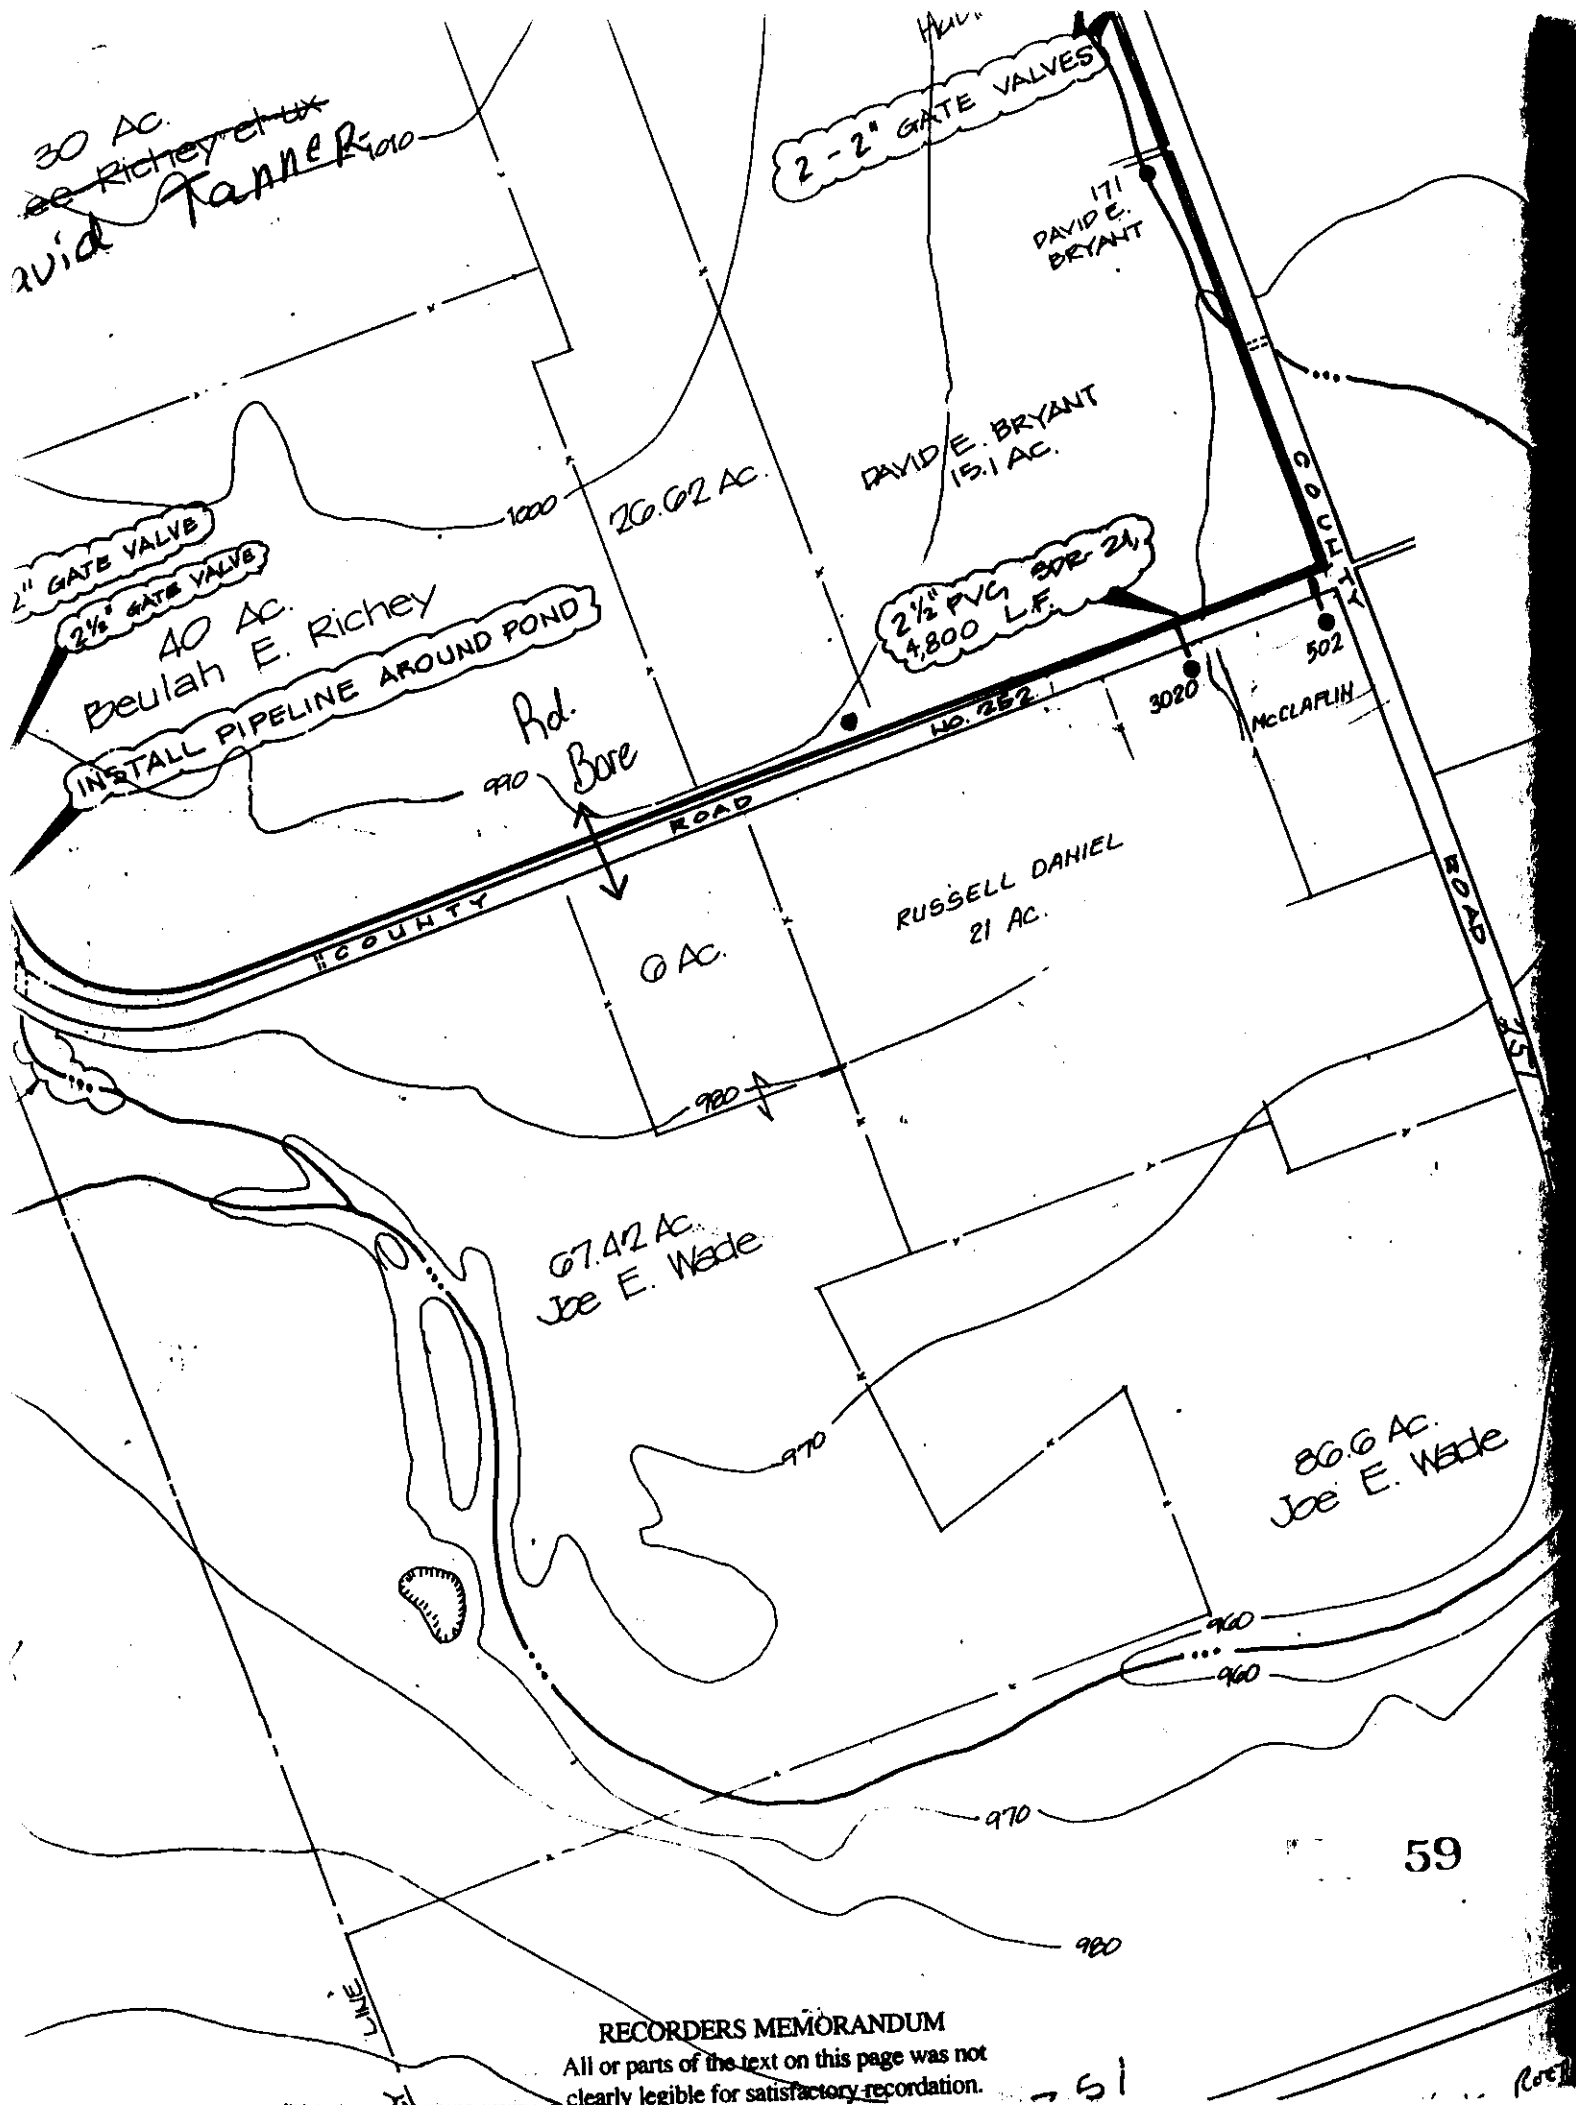 2 - 2" GATE VALVES
30 AC.
Richey et ux
Tanner
1010
171
DAVID E.
BRYANT
DAVID E. BRYANT
15.1 AC.
COUNTY
26.62 AC.
1000
" GATE VALVE
2½" GATE VALVE
40 AC.
Beulah E. Richey
INSTALL PIPELINE AROUND POND
2½" PVC, SDR-21,
4,800 L.F.
502
3020
McCLAFLIN
Rd.
Bore
990
COUNTY
ROAD
NO. 252
RUSSELL DANIEL
21 AC.
ROAD
251
6 AC.
980
67.42 AC.
Joe E. Wade
970
86.6 AC.
Joe E. Wade
960
960
970
59
980
LINE
RECORDERS MEMORANDUM
All or parts of the text on this page was not
clearly legible for satisfactory recordation.
51